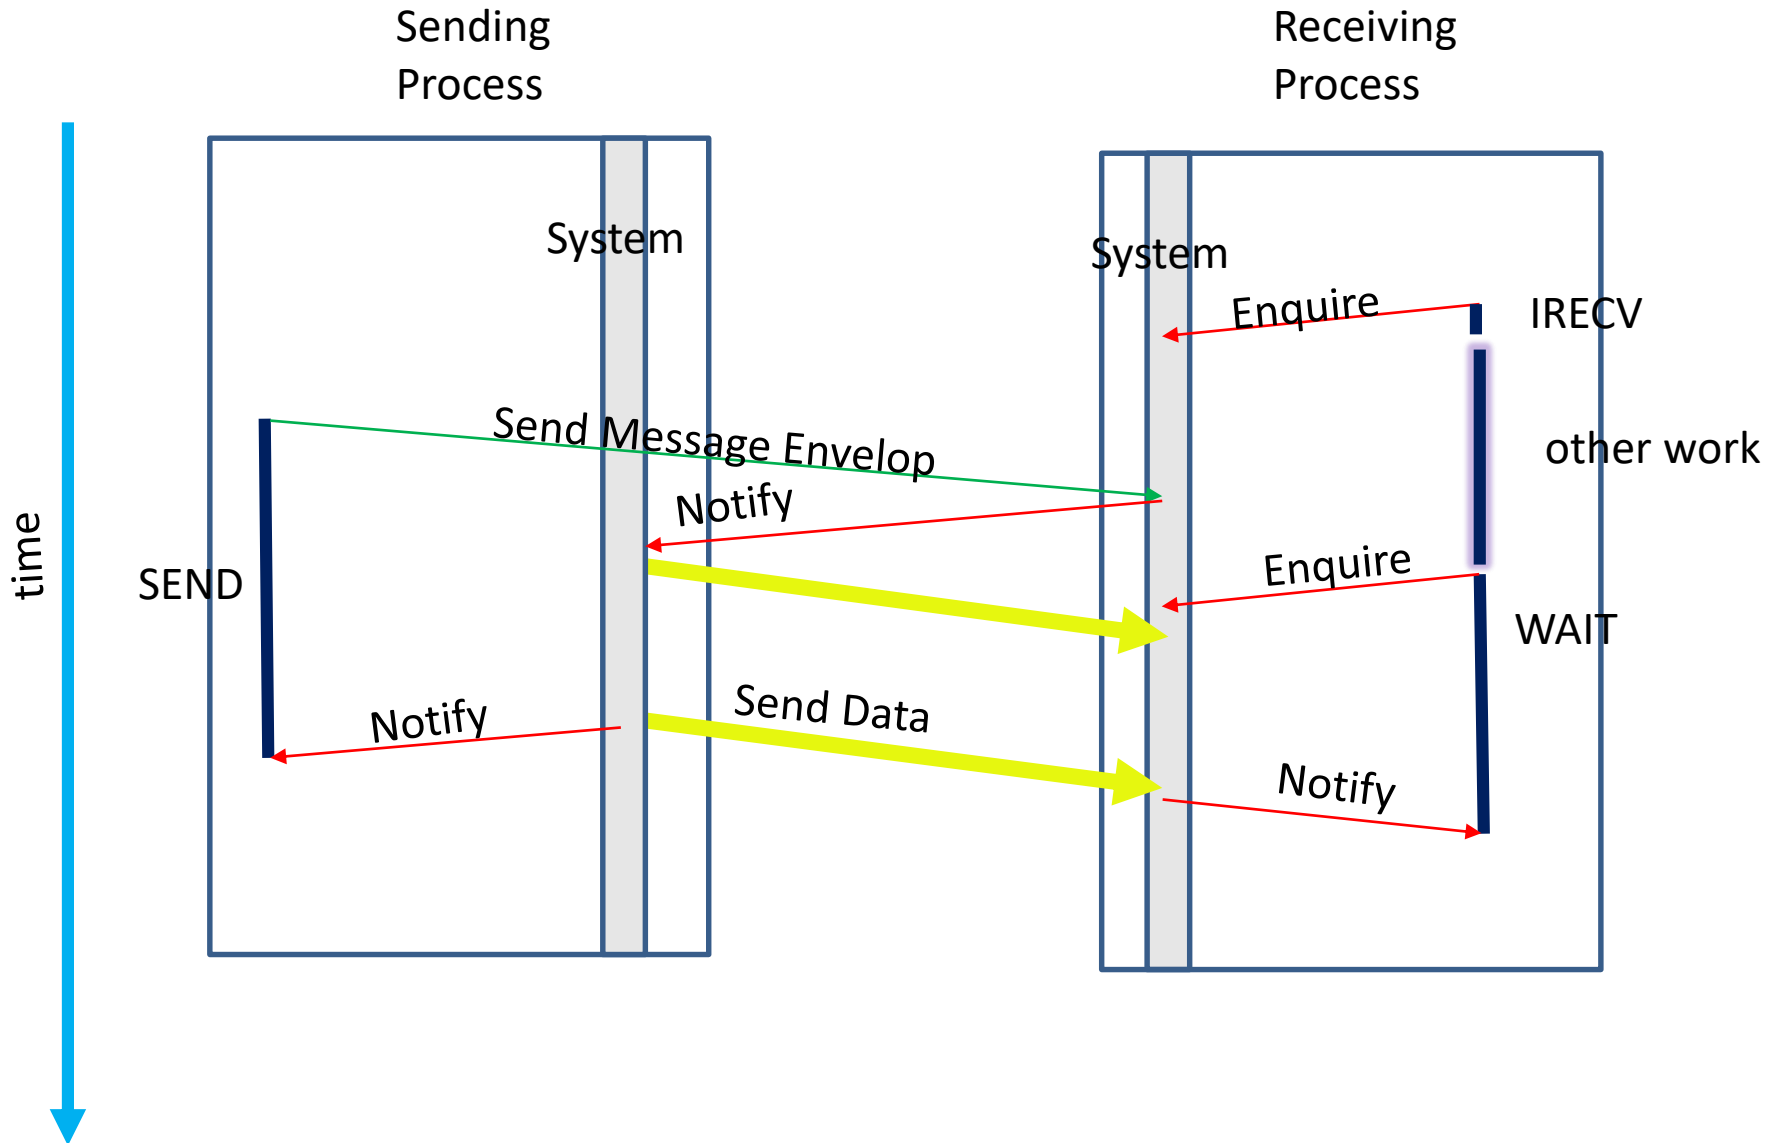 Sending
Process
Receiving
Process
System
System
Enquire
IRECV
Send Message Envelop
other work
Notify
time
SEND
Enquire
WAIT
Send Data
Notify
Notify